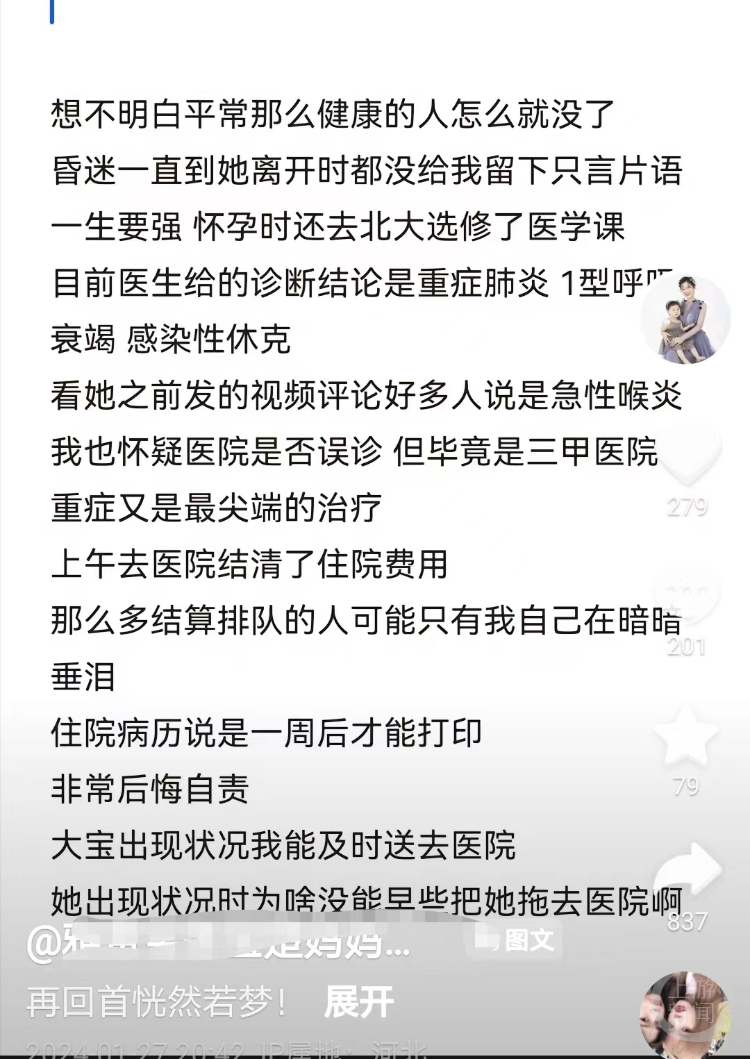 想不明白平常那么健康的人怎么就没了
昏迷一直到她离开时都没给我留下只言片语
一生要强 怀孕时还去北大选修了医学课
目前医生给的诊断结论是重症肺炎 1型呼吸
衰竭 感染性休克
看她之前发的视频评论好多人说是急性喉炎
我也怀疑医院是否误诊 但毕竟是三甲医院
279
重症又是最尖端的治疗
上午去医院结清了住院费用
那么多结算排队的人可能只有我自己在暗暗
201
垂泪
住院病历说是一周后才能打印
非常后悔自责
79
大宝出现状况我能及时送去医院
她出现状况时为啥没能早些把她拖去医院啊
837
@ 妈妈...
图文
再回首恍然若梦! 展开
上游新闻
2024.01.27 20:42 IP属地：河北